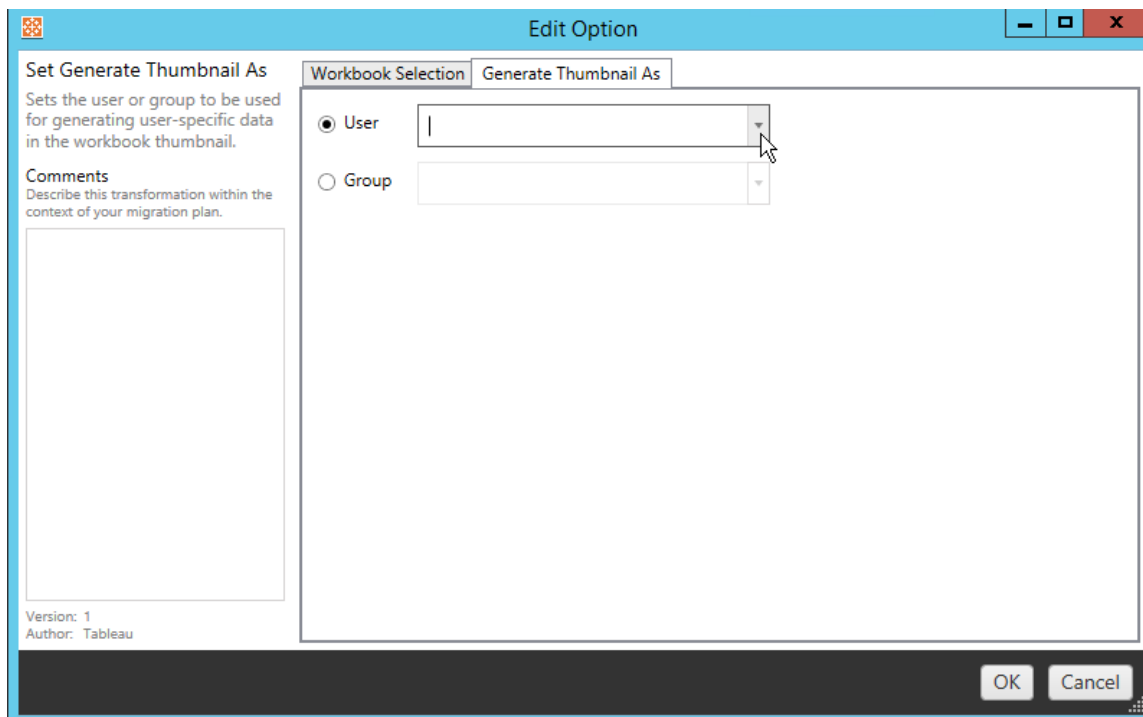 Edit Option
Set Generate Thumbnail As
Sets the user or group to be used
for generating user-specific data
in the workbook thumbnail.
Comments
Describe this transformation within the
context of your migration plan.
Version: 1
Author: Tableau
Workbook Selection
Generate Thumbnail As
User
Group
OK
Cancel